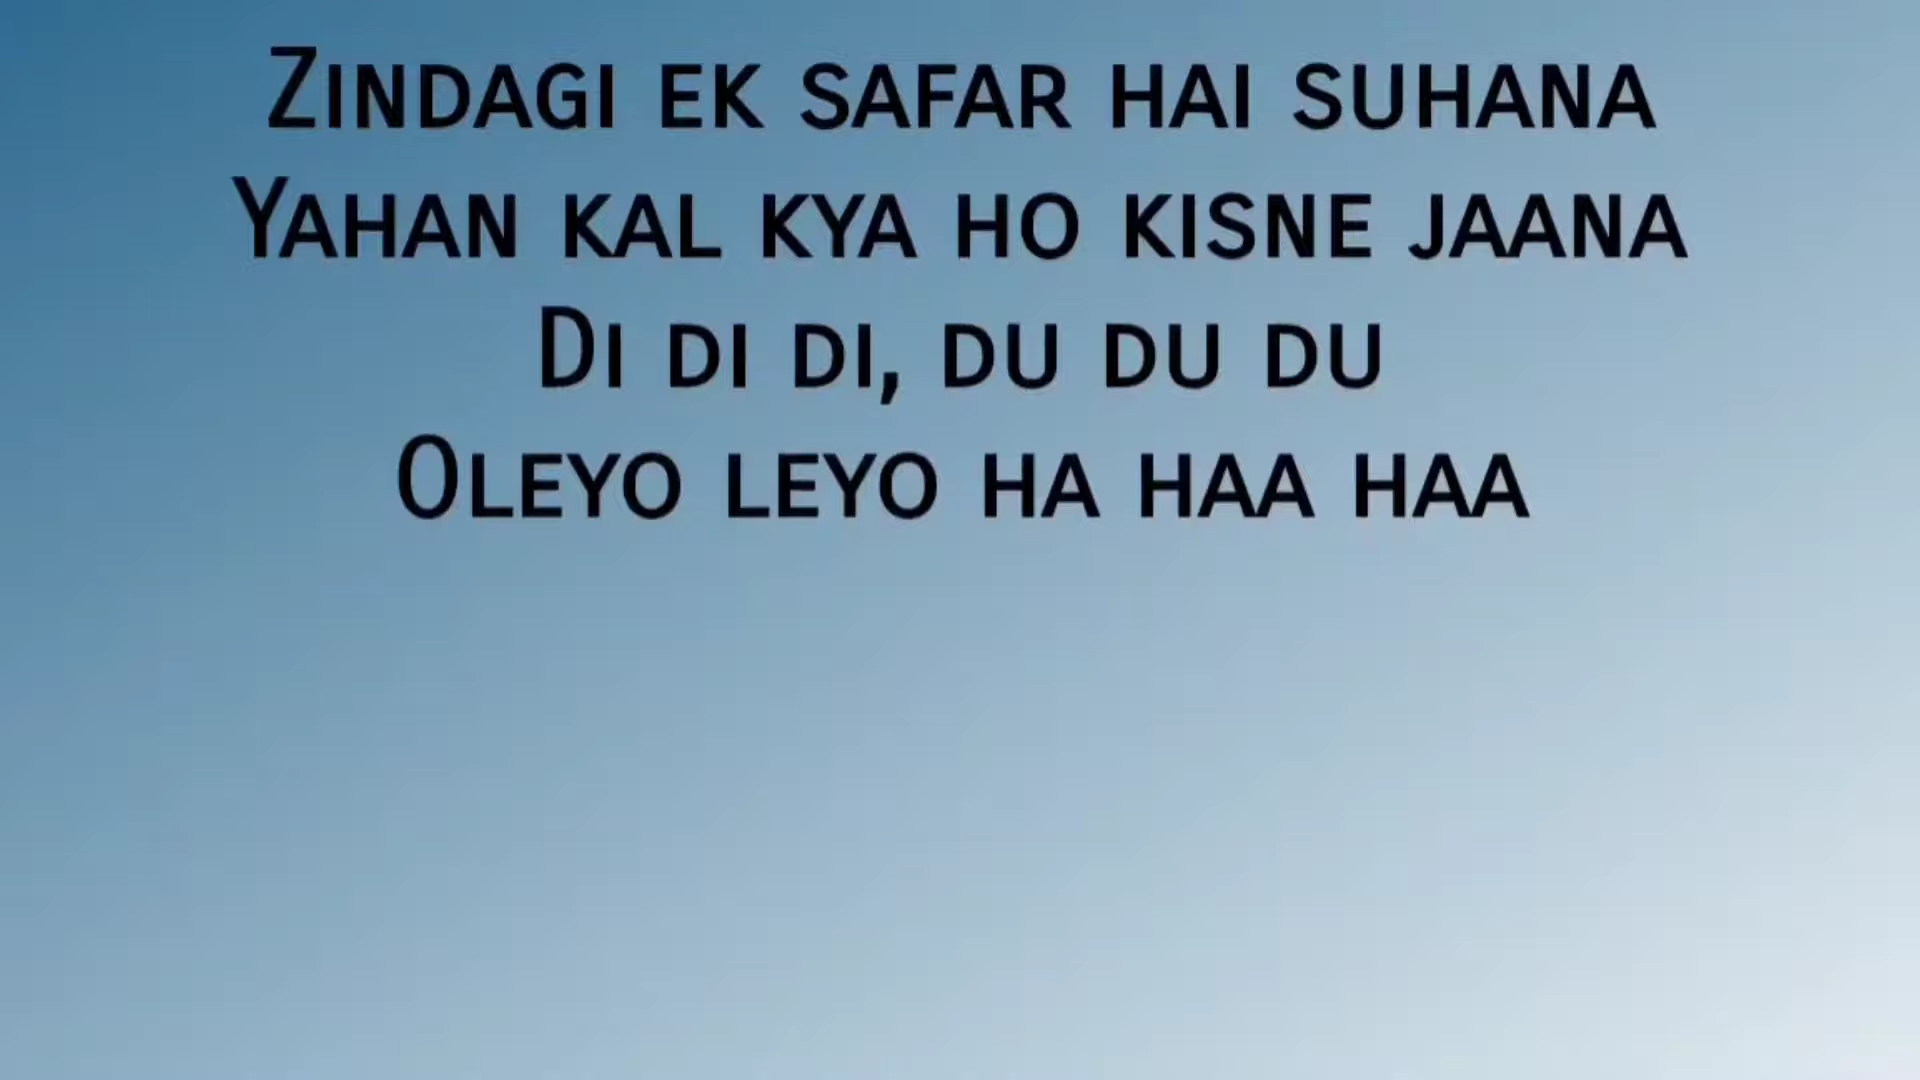 Zindagi ek safar hai suhana
Yahan kal kya ho kisne jaana
Di di di, du du du
Oleyo leyo ha haa haa